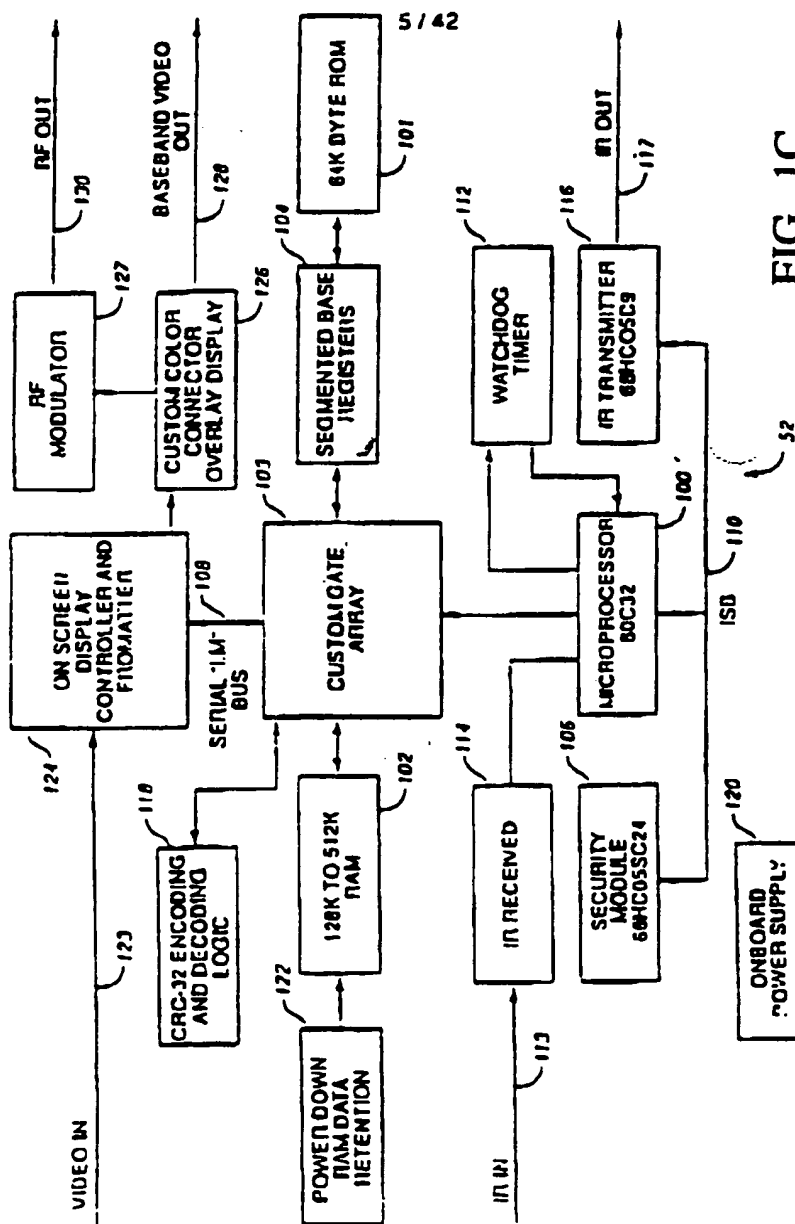 5/42
VIDEO IN
123
124
ON SCREEN
DISPLAY
CONTROLLER AND
FROMATTER
RF
MODULATOR
127
RF OUT
130
CUSTOM COLOR
CONNECTOR
OVERLAY DISPLAY
126
BASEBAND VIDEO
OUT
128
118
CRC-32 ENCODING
AND DECODING
LOGIC
SERIAL "I.M-
BUS
108
122
POWER DOWN
RAM DATA
RETENTION
128K TO 512K
RAM
102
103
CUSTOM GATE
ARRAY
SEGMENTED BASE
REGISTERS
104
64K BYTE ROM
101
IR IN
113
IR RECEIVED
114
WATCHDOG
TIMER
112
SECURITY
MODULE
68HC05SC24
106
MICROPROCESSOR
80C32
100'
IR TRANSMITTER
68HC05C9
116
IR OUT
117
ISB
110
52
ONBOARD
POWER SUPPLY
120
FIG. 1C